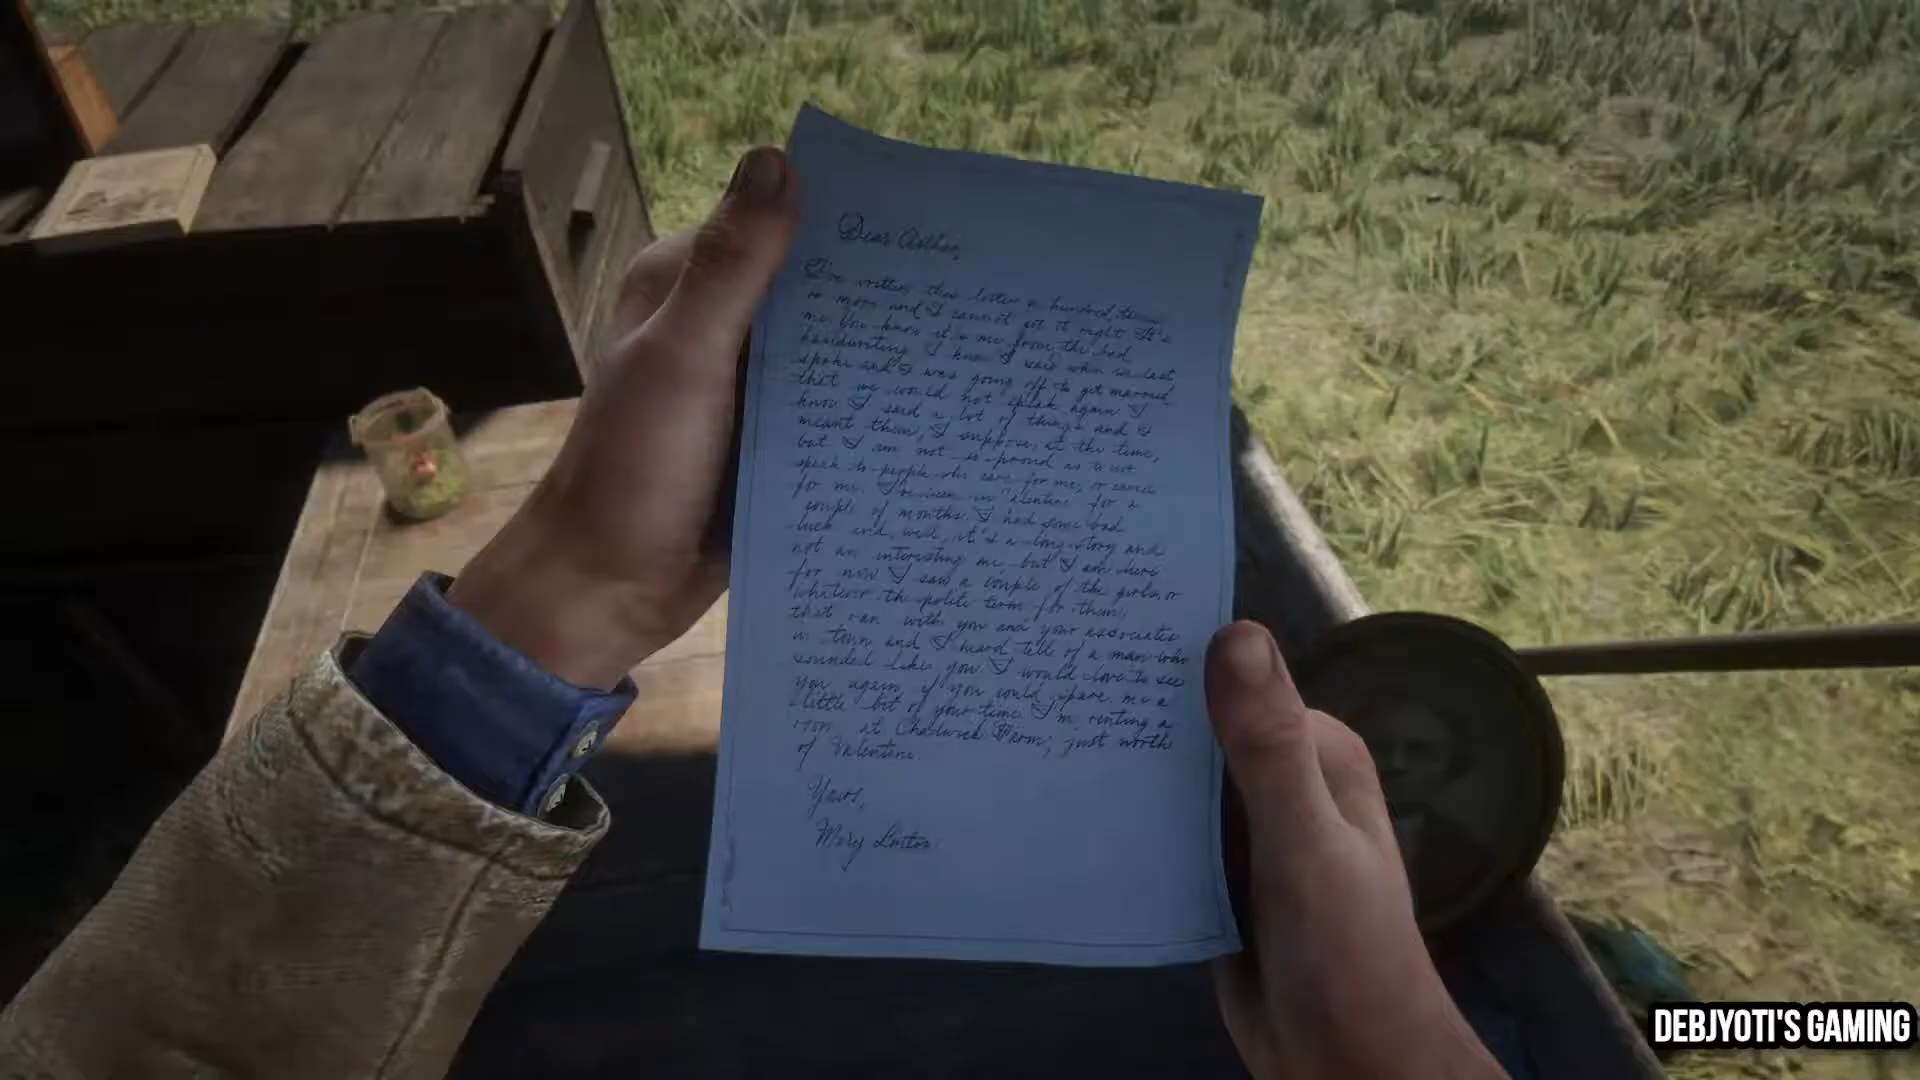 Dear Arthur,
I've written this letter a hundred times
or more and I cannot get it right. It's
me. You know it's me from the bad
handwriting. I know I said when we last
spoke and I was going off to get married
that we would not speak again. I
know I said a lot of things and I
meant them, I suppose, at the time,
but I am not so proud as to not
speak to people who care for me, or cared
for me. I've been in Valentine for a
couple of months. I had some bad
luck and, well, it's a long story and
not an interesting one, but I am here
for now. I saw a couple of the girls, or
whatever the polite term for them,
that ran with you and your associates
in town and I heard tell of a man who
sounded like you. I would love to see
you again, if you could spare me a
little bit of your time. I'm renting a
room at Chadwick Farm, just north
of Valentine.
Yours,
Mary Linton
DEBJYOTI'S GAMING